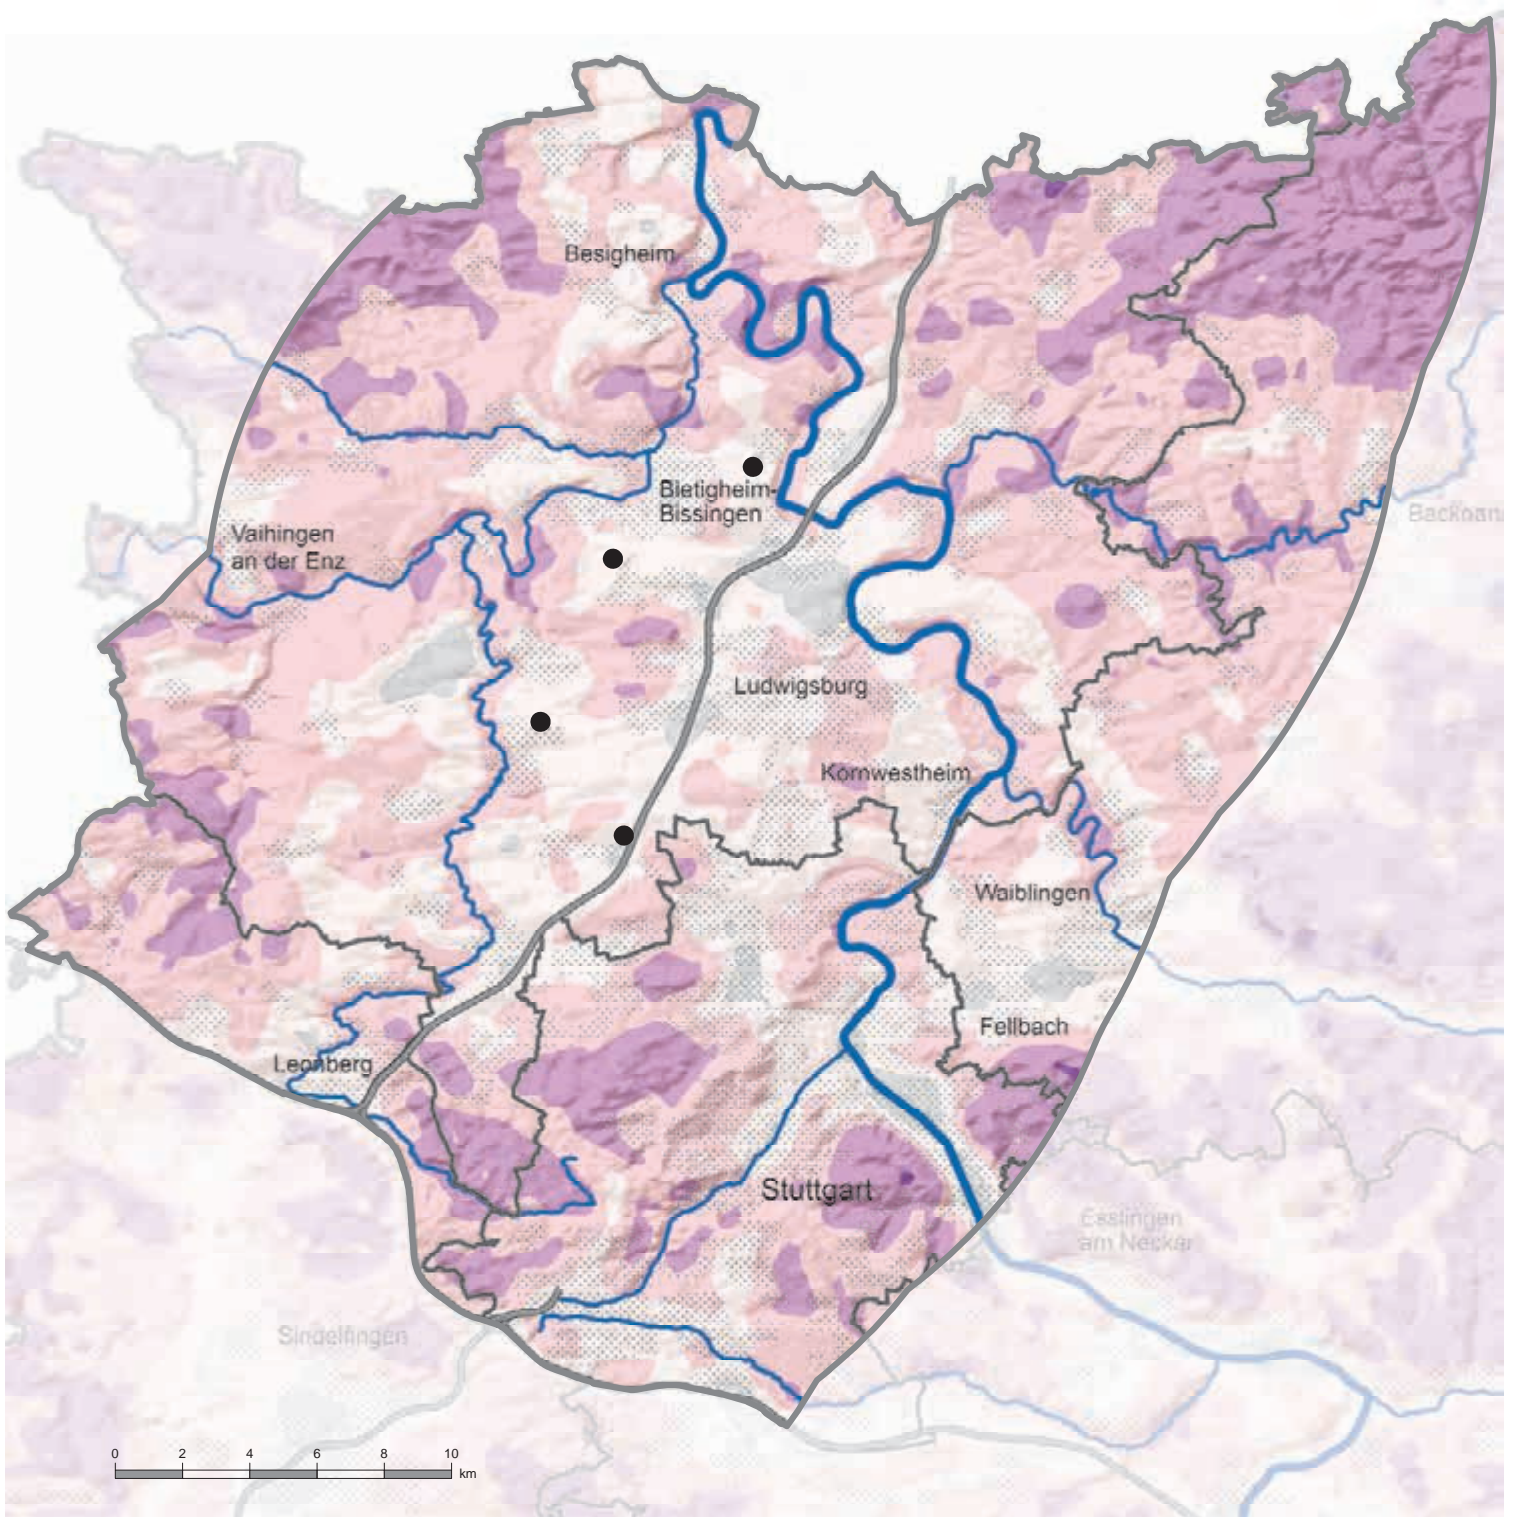 Besigheim
Bietigheim-
Bissingen
Vaihingen
an der Enz
Backnan
Ludwigsburg
Kornwestheim
Waiblingen
Fellbach
Leonberg
Stuttgart
Esslingen
am Neckar
Sindelfingen
0 2 4 6 8 10
km